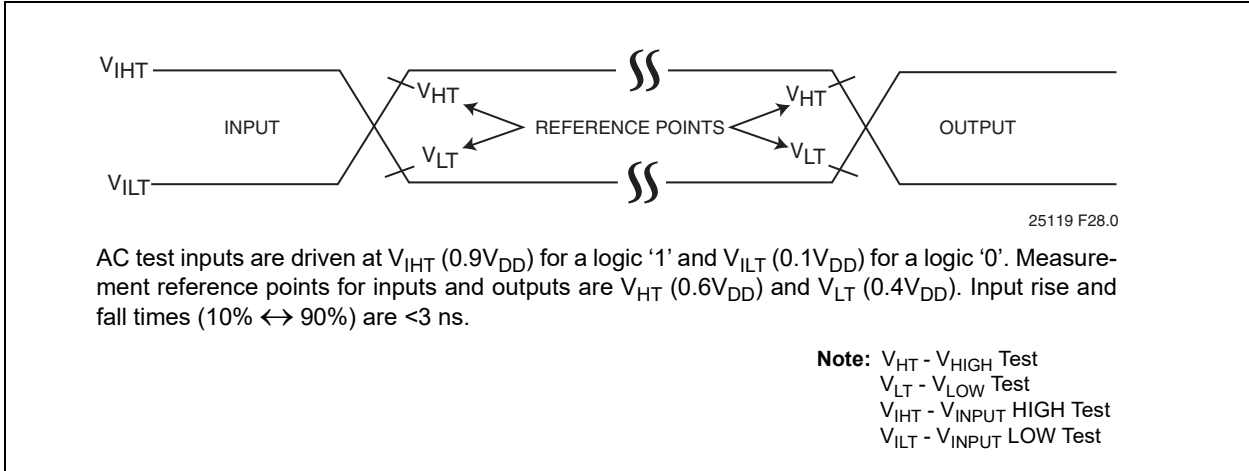 VIHT
VHT VHT
INPUT REFERENCE POINTS OUTPUT
VLT VLT
VILT
25119 F28.0
AC test inputs are driven at VIHT (0.9VDD) for a logic ‘1’ and VILT (0.1VDD) for a logic ‘0’. Measure-
ment reference points for inputs and outputs are VHT (0.6VDD) and VLT (0.4VDD). Input rise and
fall times (10% ↔ 90%) are <3 ns.
Note: VHT - VHIGH Test
VLT - VLOW Test
VIHT - VINPUT HIGH Test
VILT - VINPUT LOW Test